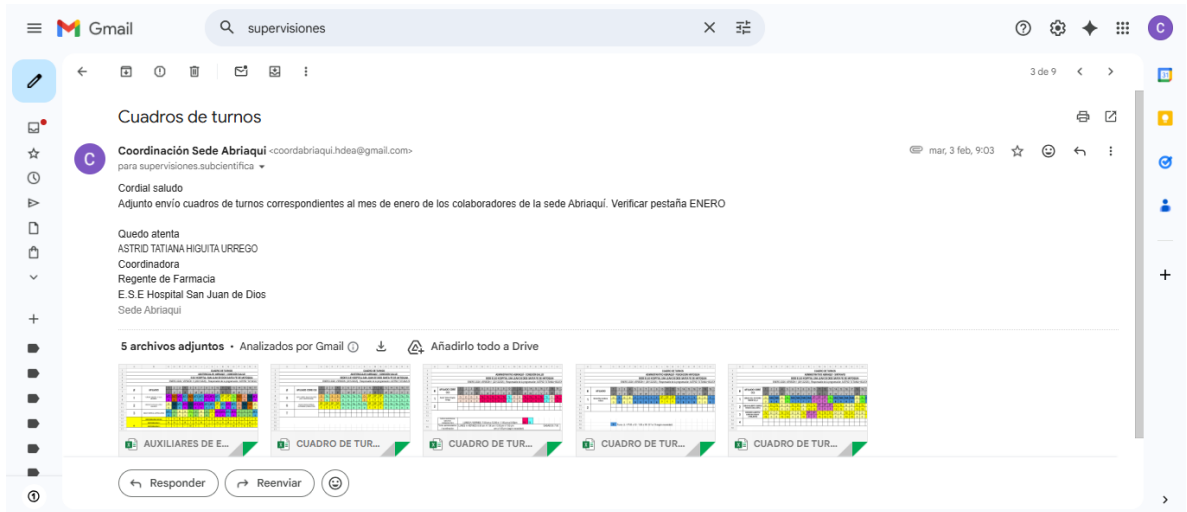 Gmail
supervisiones
C
3 de 9
31
Cuadros de turnos
C
Coordinación Sede Abriaqui <coordabriaqui.hdea@gmail.com>
mar, 3 feb, 9:03
para supervisiones.subcientifica
Cordial saludo
Adjunto envío cuadros de turnos correspondientes al mes de enero de los colaboradores de la sede Abriaquí. Verificar pestaña ENERO
Quedo atenta
ASTRID TATIANA HIGUITA URREGO
Coordinadora
Regente de Farmacia
E.S.E Hospital San Juan de Dios
Sede Abriaqui
5 archivos adjuntos • Analizados por Gmail
Añadirlo todo a Drive
AUXILIARES DE E...
CUADRO DE TUR...
CUADRO DE TUR...
CUADRO DE TUR...
CUADRO DE TUR...
Responder
Reenviar